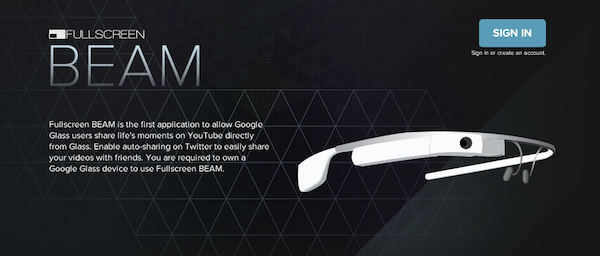 FULLSCREEN
BEAM
SIGN IN
Sign in or create an account.
Fullscreen BEAM is the first application to allow Google
Glass users share life's moments on YouTube directly
from Glass. Enable auto-sharing on Twitter to easily share
your videos with friends. You are required to own a
Google Glass device to use Fullscreen BEAM.